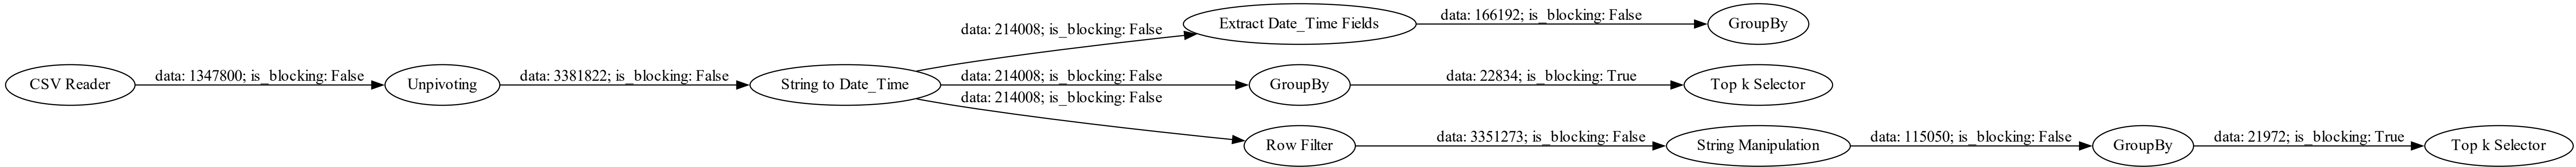 data: 214008; is_blocking: False
Extract Date_Time Fields
data: 166192; is_blocking: False
GroupBy
CSV Reader
data: 1347800; is_blocking: False
Unpivoting
data: 3381822; is_blocking: False
String to Date_Time
data: 214008; is_blocking: False
GroupBy
data: 22834; is_blocking: True
Top k Selector
data: 214008; is_blocking: False
Row Filter
data: 3351273; is_blocking: False
String Manipulation
data: 115050; is_blocking: False
GroupBy
data: 21972; is_blocking: True
Top k Selector